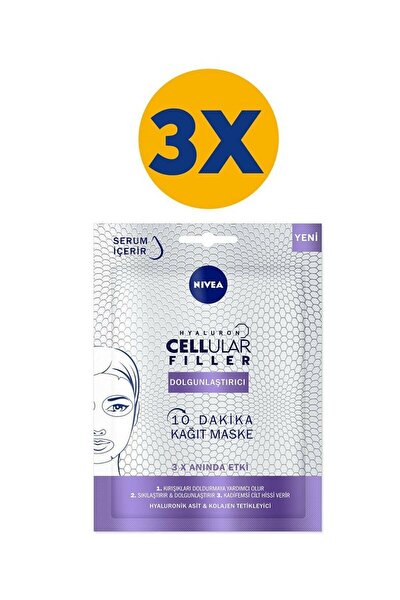 3X
SERUM
İÇERİR
YENİ
NIVEA
HYALURON
CELLULAR
FILLER
DOLGUNLAŞTIRICI
10 DAKİKA
KAĞIT MASKE
3 X ANINDA ETKİ
1. KIRIŞIKLARI DOLDURMAYA YARDIMCI OLUR
2. SIKILAŞTIRIR & DOLGUNLAŞTIRIR 3. KADİFEMSİ CİLT HİSSİ VERİR
HYALURONİK ASİT & KOLAJEN TETİKLEYİCİ